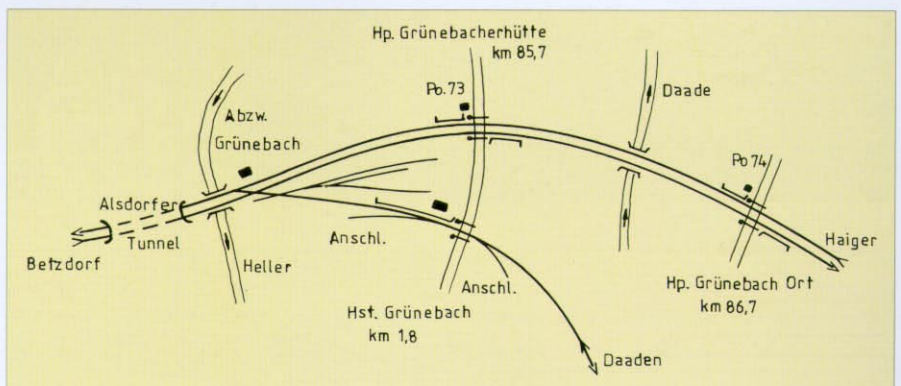 Hp. Grünebacherhütte
km 85,7
Po.73
Daade
Abzw.
Grünebach
Po 74
Alsdorfer
Tunnel
Betzdorf
Heller
Anschl.
Anschl.
Hst. Grünebach
km 1,8
Haiger
Hp. Grünebach Ort
km 86,7
Daaden